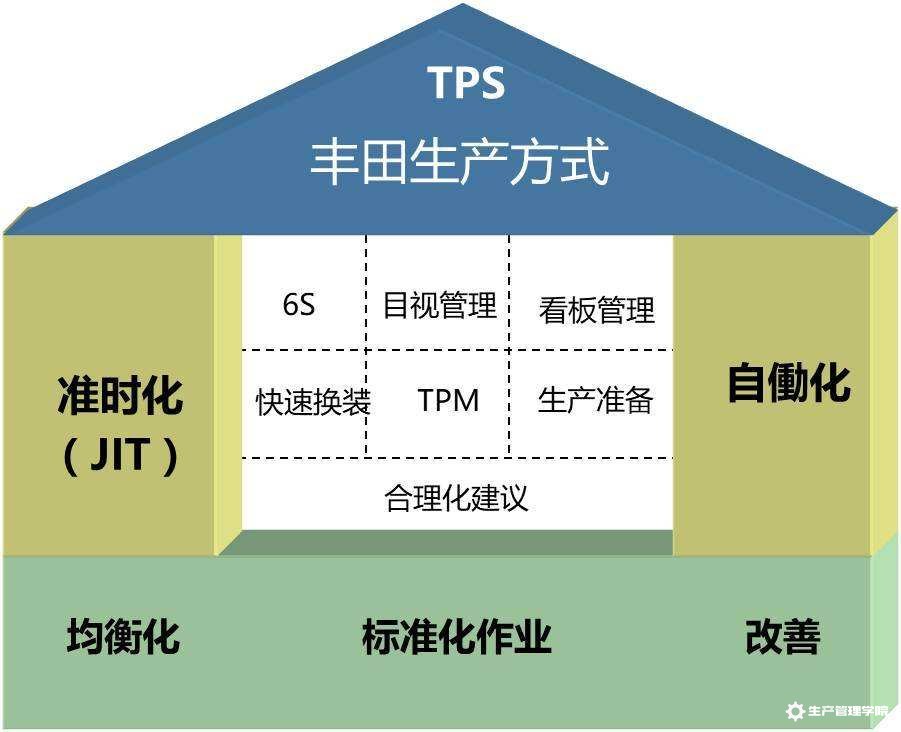 TPS
丰田生产方式
6S
目视管理
看板管理
准时化
（JIT）
快速换装
TPM
生产准备
自働化
合理化建议
均衡化
标准化作业
改善
生产管理学院